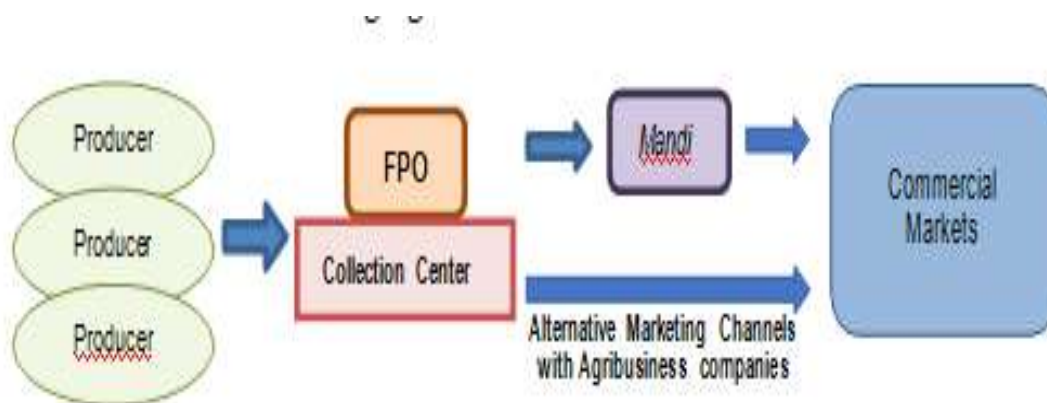 Producer
Producer
Producer
FPO
Collection Center
Mandi
Alternative Marketing Channels
with Agribusiness companies
Commercial
Markets